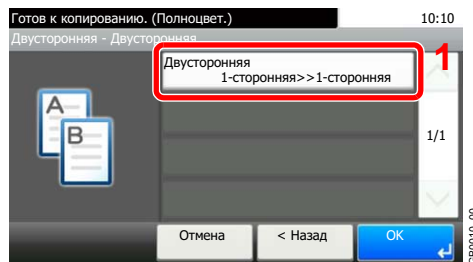 Готов к копированию. (Полноцвет.)
10:10
Двусторонняя - Двусторонняя
1
Двусторонняя
1-сторонняя>>1-сторонняя
A
B
1/1
Отмена
< Назад
OK